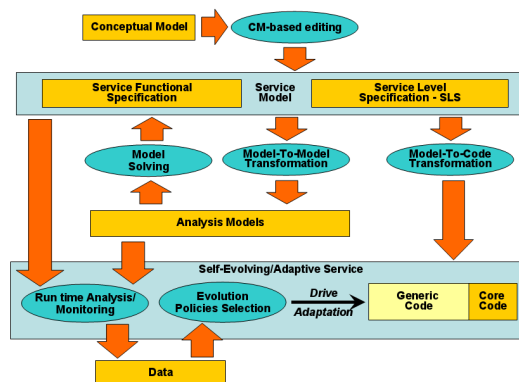 Conceptual Model
CM-based editing
Service Functional
Specification
Service
Model
Service Level
Specification - SLS
Model
Solving
Model-To-Model
Transformation
Model-To-Code
Transformation
Analysis Models
Self-Evolving/Adaptive Service
Run time Analysis/
Monitoring
Evolution
Policies Selection
Drive
Adaptation
Generic
Code
Core
Code
Data